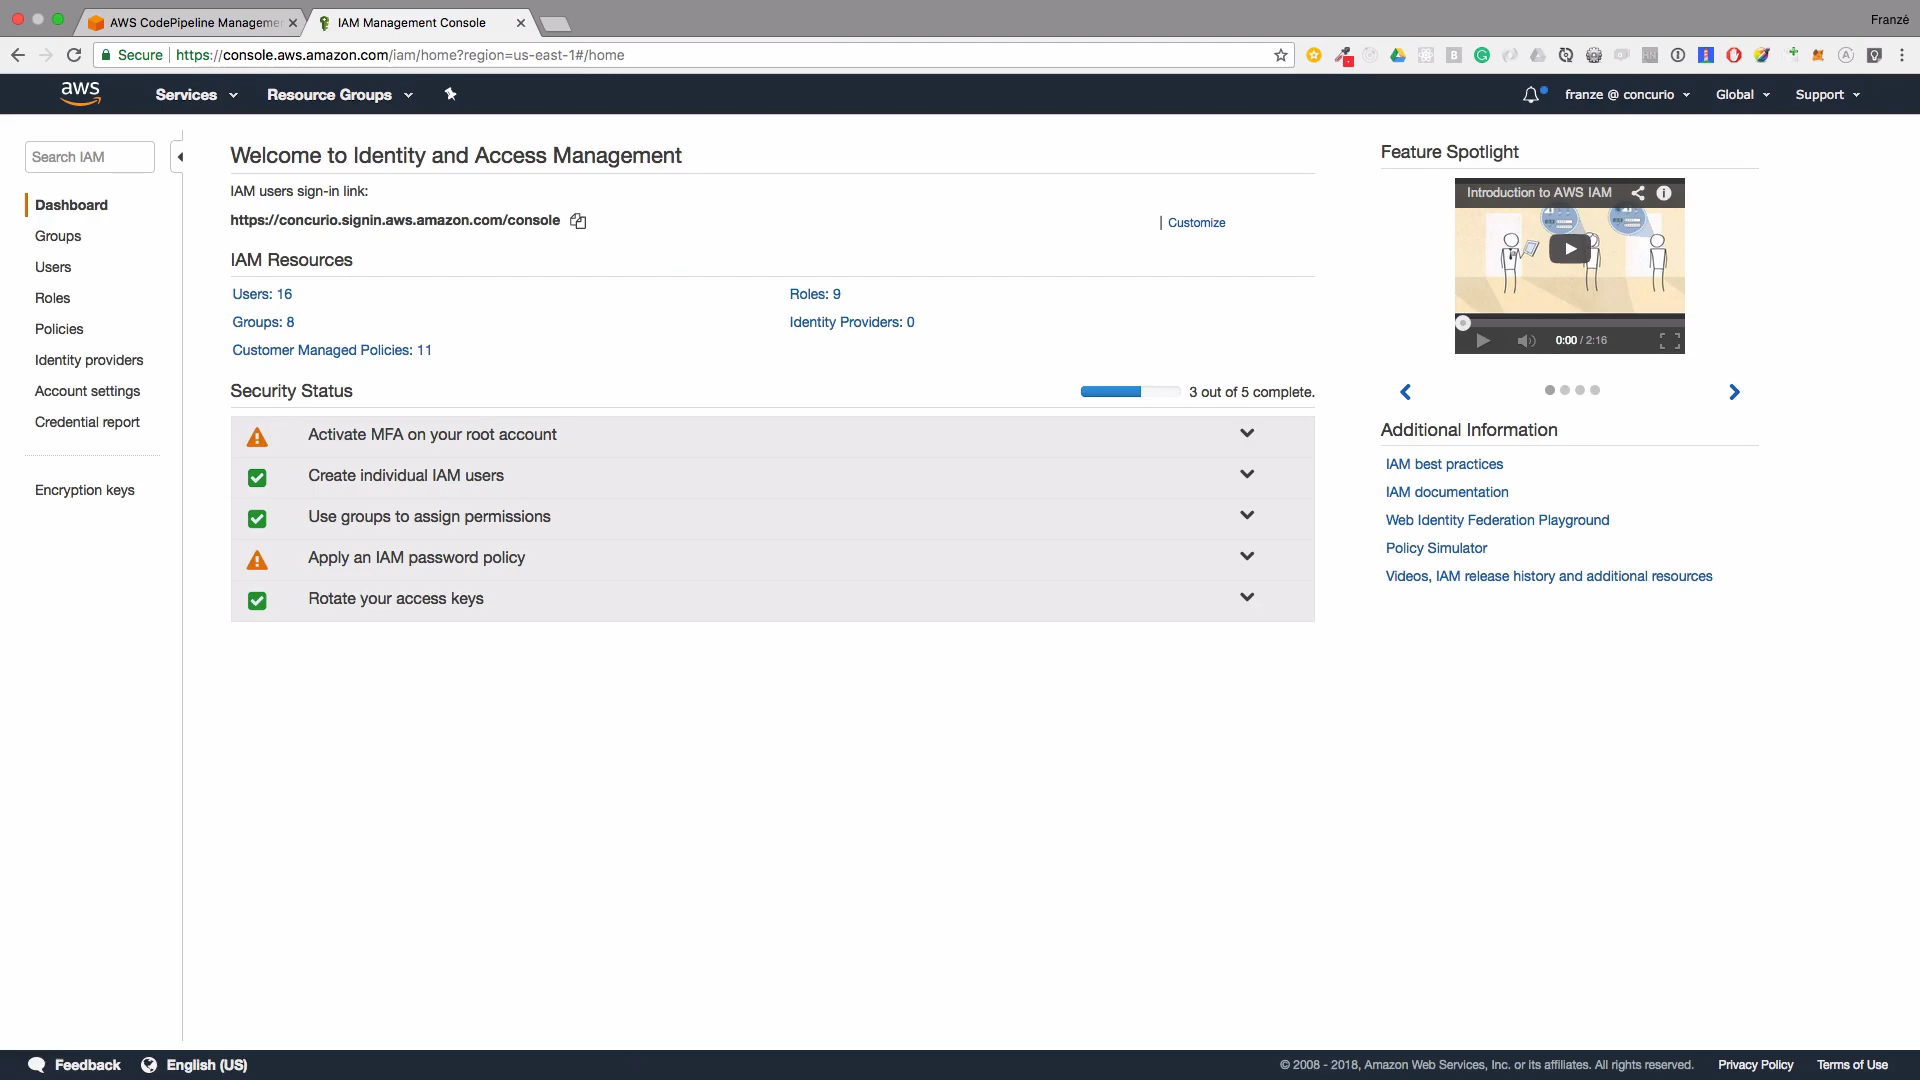 AWS CodePipeline Manageme
IAM Management Console
Franzé
Secure
https://console.aws.amazon.com/iam/home?region=us-east-1#/home
aws
Services
Resource Groups
franze @ concurio
Global
Support
Search IAM
Dashboard
Groups
Users
Roles
Policies
Identity providers
Account settings
Credential report
Encryption keys
Welcome to Identity and Access Management
IAM users sign-in link:
https://concurio.signin.aws.amazon.com/console
| Customize
IAM Resources
Users: 16
Roles: 9
Groups: 8
Identity Providers: 0
Customer Managed Policies: 11
Security Status
3 out of 5 complete.
Activate MFA on your root account
Create individual IAM users
Use groups to assign permissions
Apply an IAM password policy
Rotate your access keys
Feature Spotlight
Introduction to AWS IAM
0:00 / 2:16
Additional Information
IAM best practices
IAM documentation
Web Identity Federation Playground
Policy Simulator
Videos, IAM release history and additional resources
Feedback
English (US)
© 2008 - 2018, Amazon Web Services, Inc. or its affiliates. All rights reserved.
Privacy Policy
Terms of Use